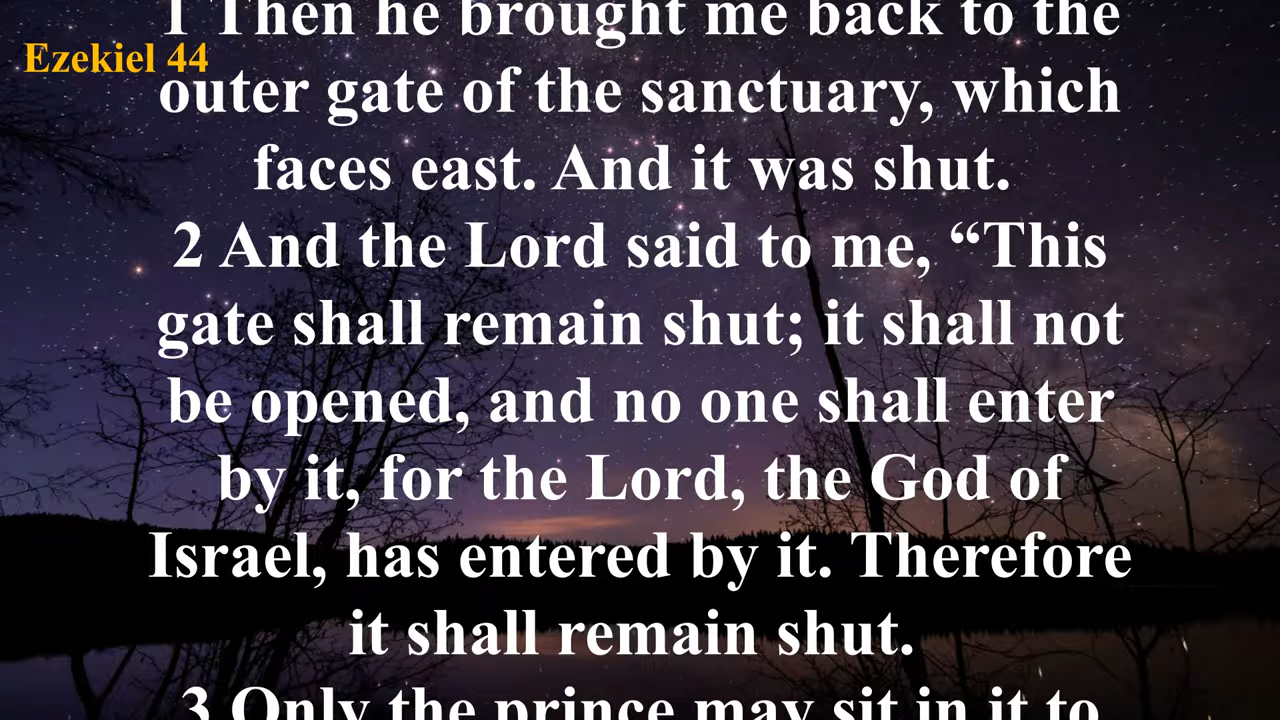 1 Then he brought me back to the
Ezekiel 44
outer gate of the sanctuary, which
faces east. And it was shut.
2 And the Lord said to me, “This
gate shall remain shut; it shall not
be opened, and no one shall enter
by it, for the Lord, the God of
Israel, has entered by it. Therefore
it shall remain shut.
3 Only the prince may sit in it to